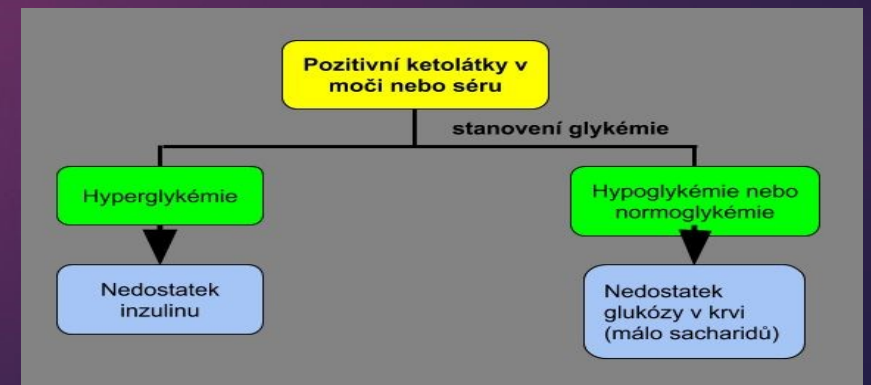 Pozitivní ketolátky v
moči nebo séru
stanovení glykémie
Hyperglykémie
Hypoglykémie nebo
normoglykémie
Nedostatek
inzulinu
Nedostatek
glukózy v krvi
(málo sacharidů)